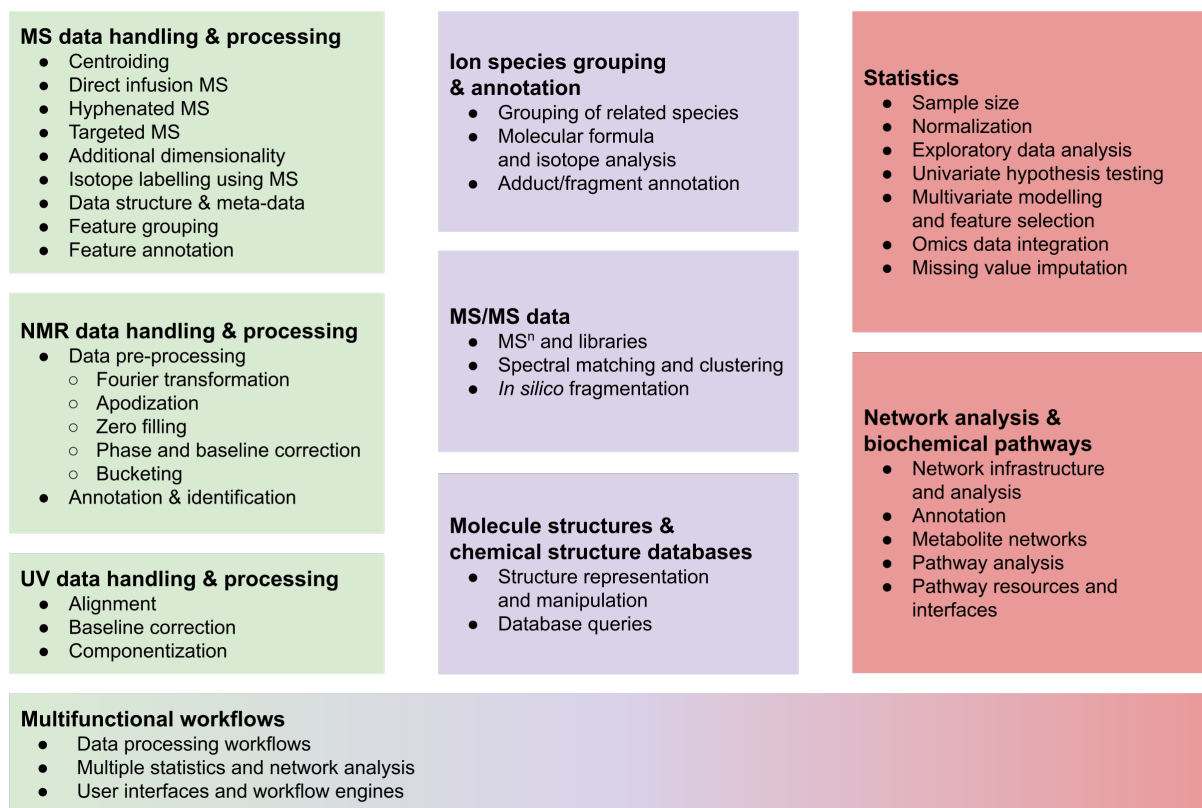 MS data handling & processing
● Centroiding
● Direct infusion MS
● Hyphenated MS
● Targeted MS
● Additional dimensionality
● Isotope labelling using MS
● Data structure & meta-data
● Feature grouping
● Feature annotation
NMR data handling & processing
● Data pre-processing
○ Fourier transformation
○ Apodization
○ Zero filling
○ Phase and baseline correction
○ Bucketing
● Annotation & identification
UV data handling & processing
● Alignment
● Baseline correction
● Componentization
Ion species grouping
& annotation
● Grouping of related species
● Molecular formula
and isotope analysis
● Adduct/fragment annotation
MS/MS data
● MSⁿ and libraries
● Spectral matching and clustering
● In silico fragmentation
Molecule structures &
chemical structure databases
● Structure representation
and manipulation
● Database queries
Statistics
● Sample size
● Normalization
● Exploratory data analysis
● Univariate hypothesis testing
● Multivariate modelling
and feature selection
● Omics data integration
● Missing value imputation
Network analysis &
biochemical pathways
● Network infrastructure
and analysis
● Annotation
● Metabolite networks
● Pathway analysis
● Pathway resources and
interfaces
Multifunctional workflows
● Data processing workflows
● Multiple statistics and network analysis
● User interfaces and workflow engines